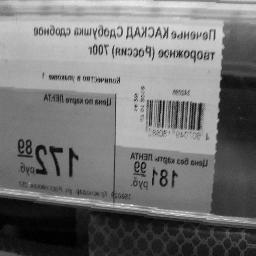 Печенье КАСКАД Сдобушка сдобное
творожное (Россия) 700г
Количество в упаковке 1
Цена по карте ЛЕНТА
172 89
руб.
Цена без карты ЛЕНТА
181 99
руб.